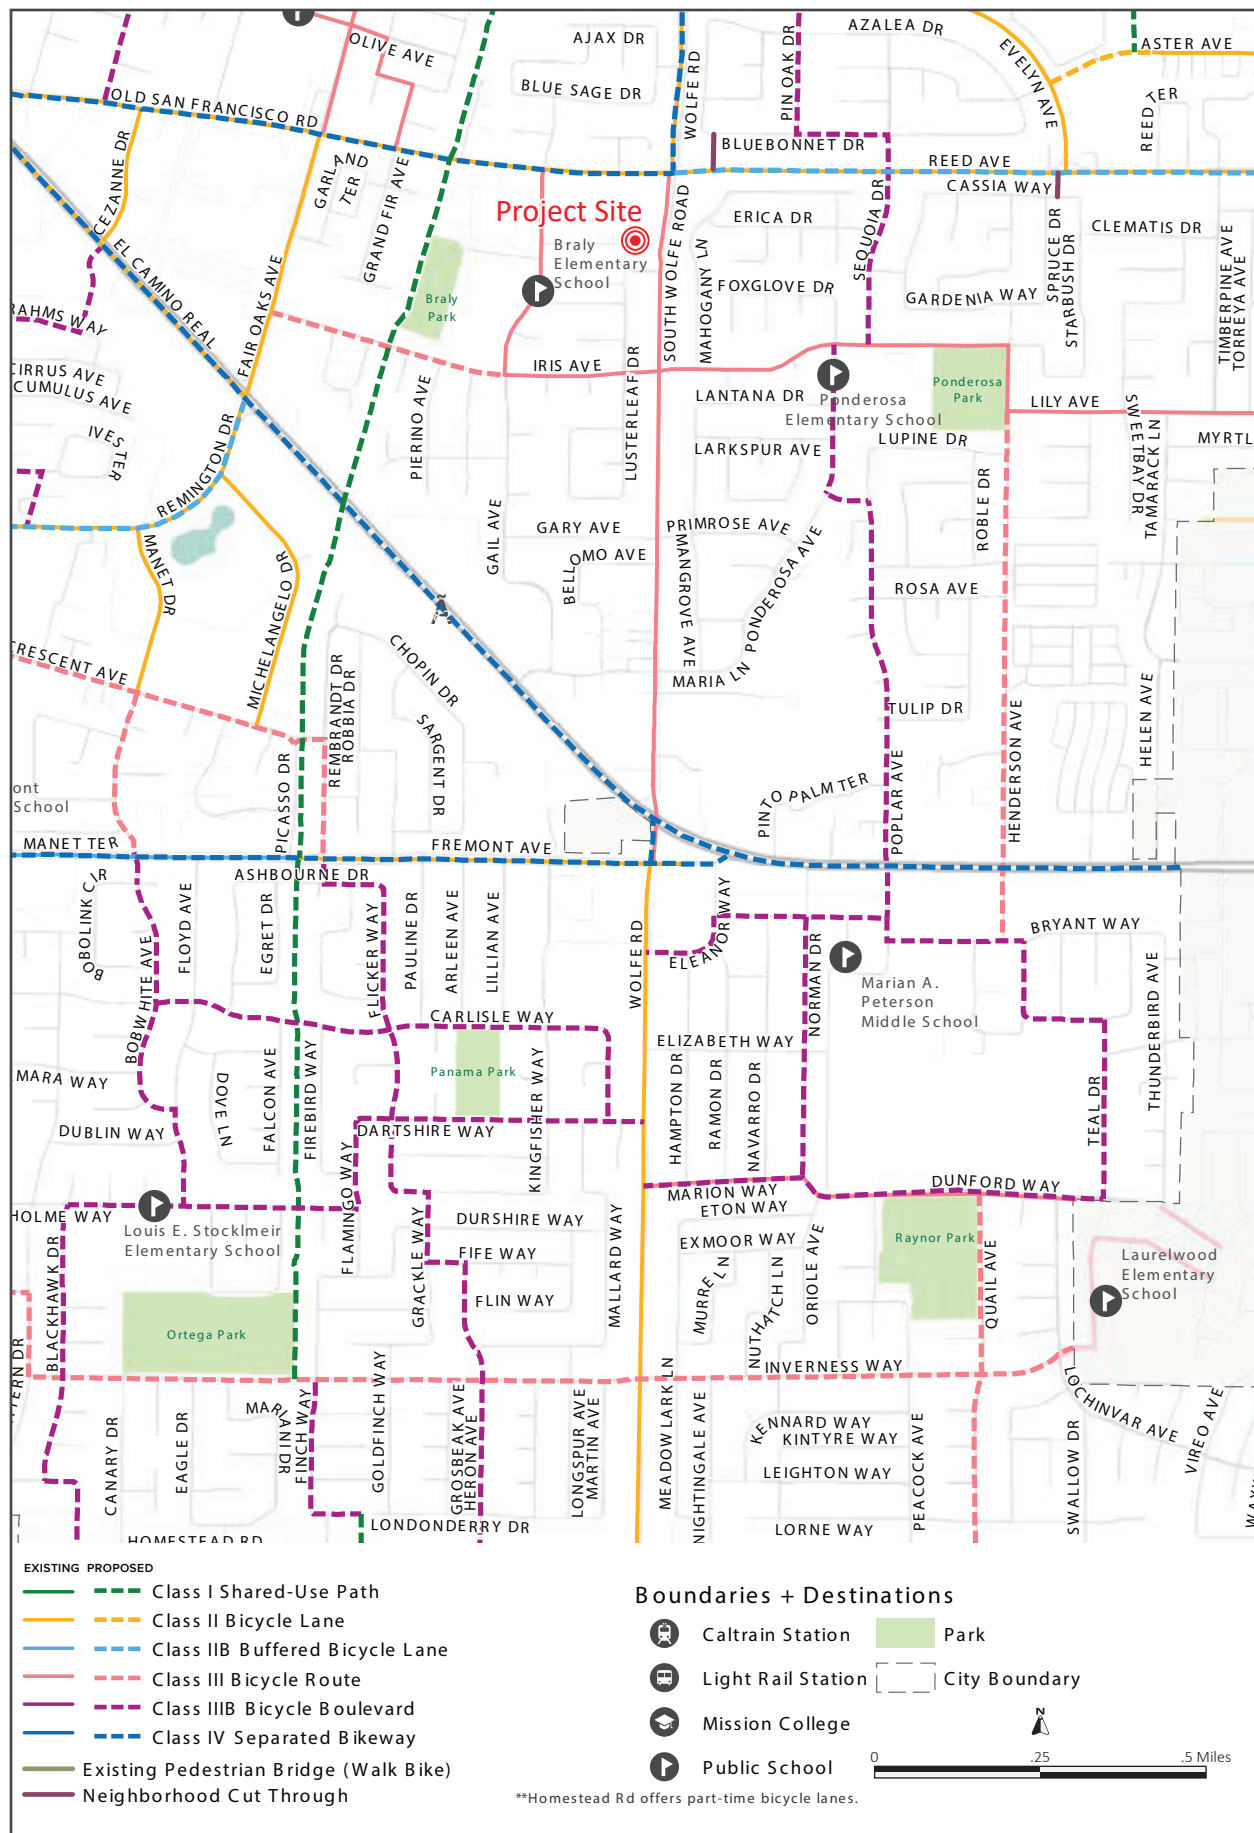 OLIVE AVE
AJAX DR
AZALEA DR
EVELYN AVE
ASTER AVE
BLUE SAGE DR
WOLFE RD
PIN OAK DR
REED TER
OLD SAN FRANCISCO RD
BLUEBONNET DR
REED AVE
CASSIA WAY
CEZANNE DR
GARLAND
TER
GRAND FIR AVE
Project Site
Braly
Elementary
School
SOUTH WOLFE ROAD
ERICA DR
MAHOGANY LN
SEQUOIA DR
SPRUCE DR
STARBUSH DR
CLEMATIS DR
TIMBERPINE AVE
TORREYA AVE
EL CAMINO REAL
FAIR OAKS AVE
Braly
Park
FOXGLOVE DR
GARDENIA WAY
RAHMS WAY
CIRRUS AVE
CUMULUS AVE
IRIS AVE
LUSTERLEAF DR
LANTANA DR
Ponderosa
Elementary School
Ponderosa
Park
LILY AVE
PIERINO AVE
IVESTER
REMINGTON DR
LARKSPUR AVE
LUPINE DR
SWEETBAY DR
TAMARACK LN
MYRTL
ROBLE DR
GAIL AVE
GARY AVE
PRIMROSE AVE
BELLOMO AVE
MANGROVE AVE
PONDEROSA AVE
ROSA AVE
MANET DR
MICHELANGELO DR
CRESCENT AVE
CHOPIN DR
REMBRANDT DR
ROBBIA DR
SARGENT DR
MARIA LN
TULIP DR
HELEN AVE
HENDERSON AVE
POPLAR AVE
PINTO PALM TER
PICASSO DR
ont
School
MANET TER
FREMONT AVE
ASHBOURNE DR
BOBOLINK CIR
FLOYD AVE
EGRET DR
FLICKER WAY
PAULINE DR
ARLEEN AVE
LILLIAN AVE
WOLFE RD
ELEANOR WAY
NORMAN DR
BRYANT WAY
Marian A.
Peterson
Middle School
THUNDERBIRD AVE
BOBWHITE AVE
CARLISLE WAY
ELIZABETH WAY
MARA WAY
DOVE LN
FALCON AVE
FIREBIRD WAY
Panama Park
KINGFISHER WAY
HAMPTON DR
RAMON DR
NAVARRO DR
TEAL DR
DUBLIN WAY
DARTSHIRE WAY
FLAMINGO WAY
MARION WAY
DUNFORD WAY
HOLME WAY
Louis E. Stocklmeir
Elementary School
GRACKLE WAY
DURSHIRE WAY
MALLARD WAY
ETON WAY
EXMOOR WAY
Raynor Park
FIFE WAY
FLIN WAY
MURRE LN
NUTHATCH LN
ORIOLE AVE
QUAIL AVE
Laurelwood
Elementary
School
BLACKHAWK DR
Ortega Park
TERN DR
INVERNESS WAY
LOCHINVAR AVE
CANARY DR
EAGLE DR
MARIANI DR
FINCH WAY
GOLDFINCH WAY
GROSBEAK AVE
HERON AVE
LONGSPUR AVE
MARTIN AVE
MEADOWLARK LN
NIGHTINGALE AVE
KENNARD WAY
KINTYRE WAY
LEIGHTON WAY
PEACOCK AVE
SWALLOW DR
VIREO AVE
LONDONDERRY DR
LORNE WAY
HOMESTEAD RD
EXISTING PROPOSED
Class I Shared-Use Path
Class II Bicycle Lane
Class IIB Buffered Bicycle Lane
Class III Bicycle Route
Class IIIB Bicycle Boulevard
Class IV Separated Bikeway
Existing Pedestrian Bridge (Walk Bike)
Neighborhood Cut Through
Boundaries + Destinations
Caltrain Station
Park
Light Rail Station
City Boundary
Mission College
Public School
N
0 .25 .5 Miles
**Homestead Rd offers part-time bicycle lanes.